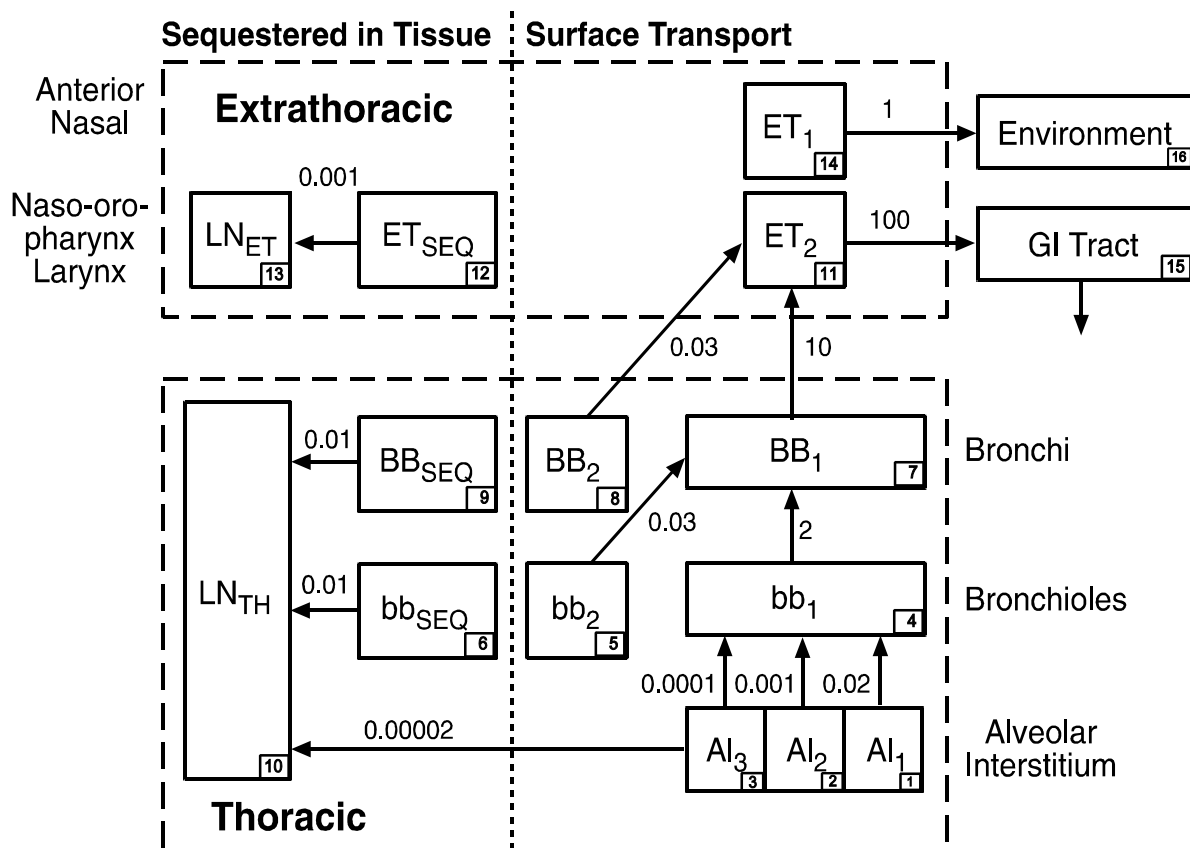 Sequestered in Tissue
Surface Transport
Anterior
Nasal
Extrathoracic
ET1
14
1
Environment
16
Naso-oro-
pharynx
Larynx
LNET
13
0.001
ETSEQ
12
ET2
11
100
GI Tract
15
0.03
10
LNTH
10
0.01
BBSEQ
9
BB2
8
BB1
7
Bronchi
0.03
2
0.01
bbSEQ
6
bb2
5
bb1
4
Bronchioles
0.0001
0.001
0.02
0.00002
AI3
3
AI2
2
AI1
1
Alveolar
Interstitium
Thoracic